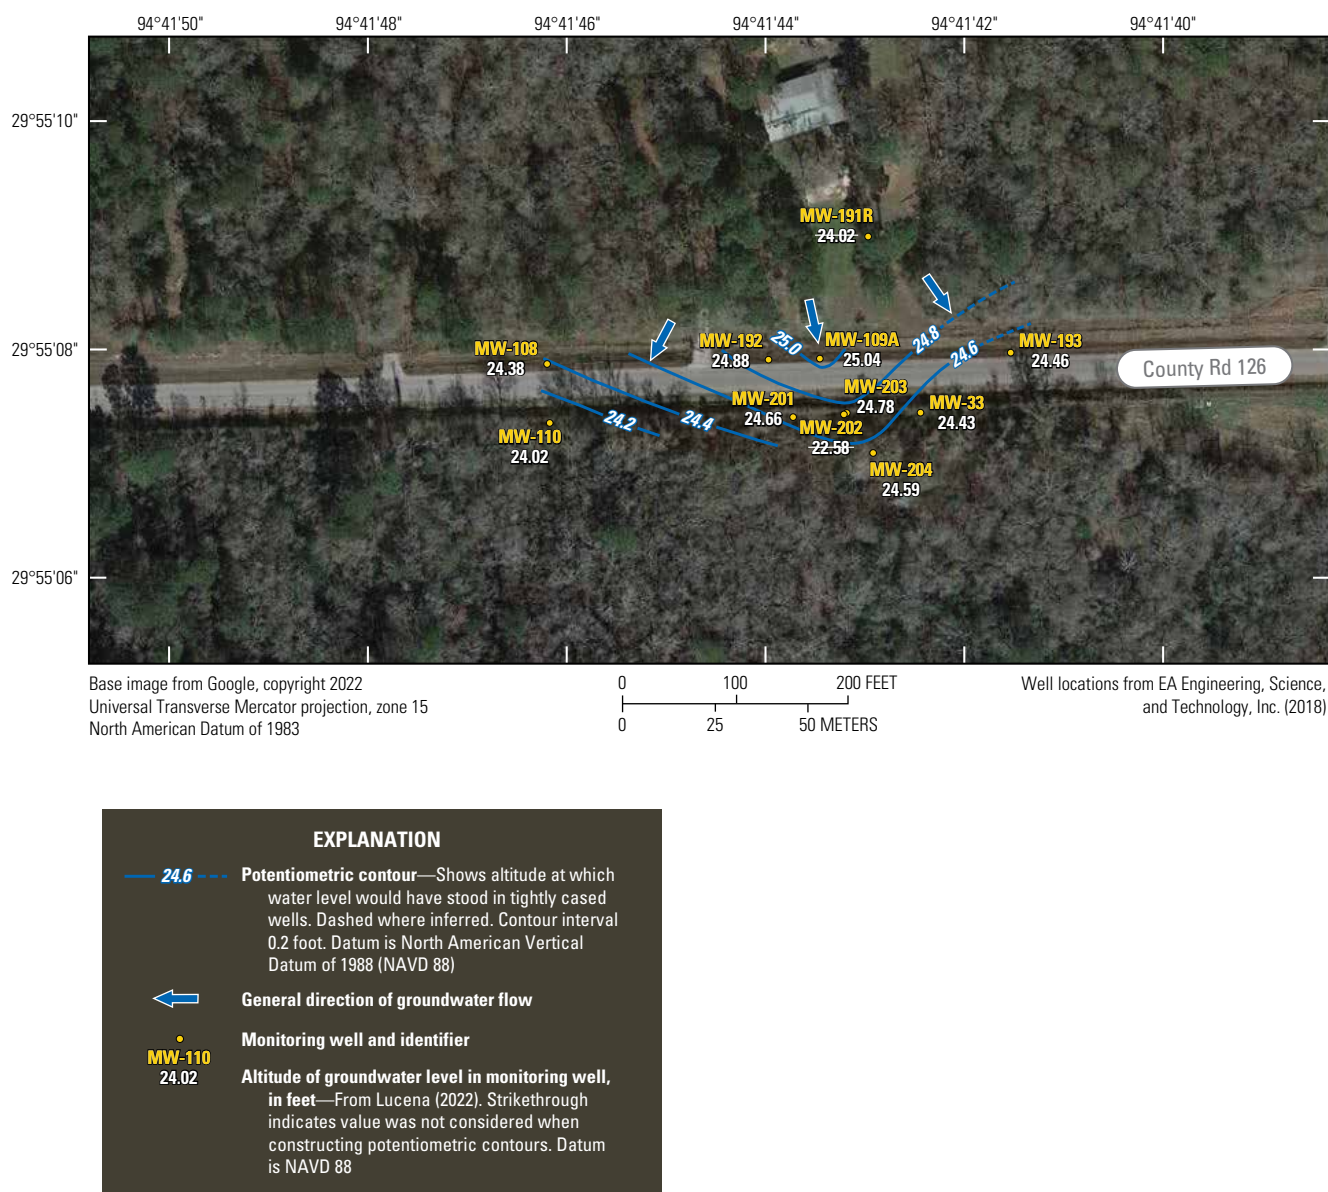 94°41'50" 94°41'48" 94°41'46" 94°41'44" 94°41'42" 94°41'40"
29°55'10"
MW-191R
24.02
29°55'08"
MW-108
24.38
MW-192
24.88
25.0
MW-109A
25.04
24.8
24.6
MW-193
24.46
County Rd 126
MW-201
24.66
MW-203
24.78
MW-33
24.43
24.2
24.4
MW-202
22.58
MW-110
24.02
MW-204
24.59
29°55'06"
Base image from Google, copyright 2022
Universal Transverse Mercator projection, zone 15
North American Datum of 1983
0 100 200 FEET
0 25 50 METERS
Well locations from EA Engineering, Science,
and Technology, Inc. (2018)
EXPLANATION
24.6
Potentiometric contour—Shows altitude at which
water level would have stood in tightly cased
wells. Dashed where inferred. Contour interval
0.2 foot. Datum is North American Vertical
Datum of 1988 (NAVD 88)
General direction of groundwater flow
Monitoring well and identifier
MW-110
24.02
Altitude of groundwater level in monitoring well,
in feet—From Lucena (2022). Strikethrough
indicates value was not considered when
constructing potentiometric contours. Datum
is NAVD 88